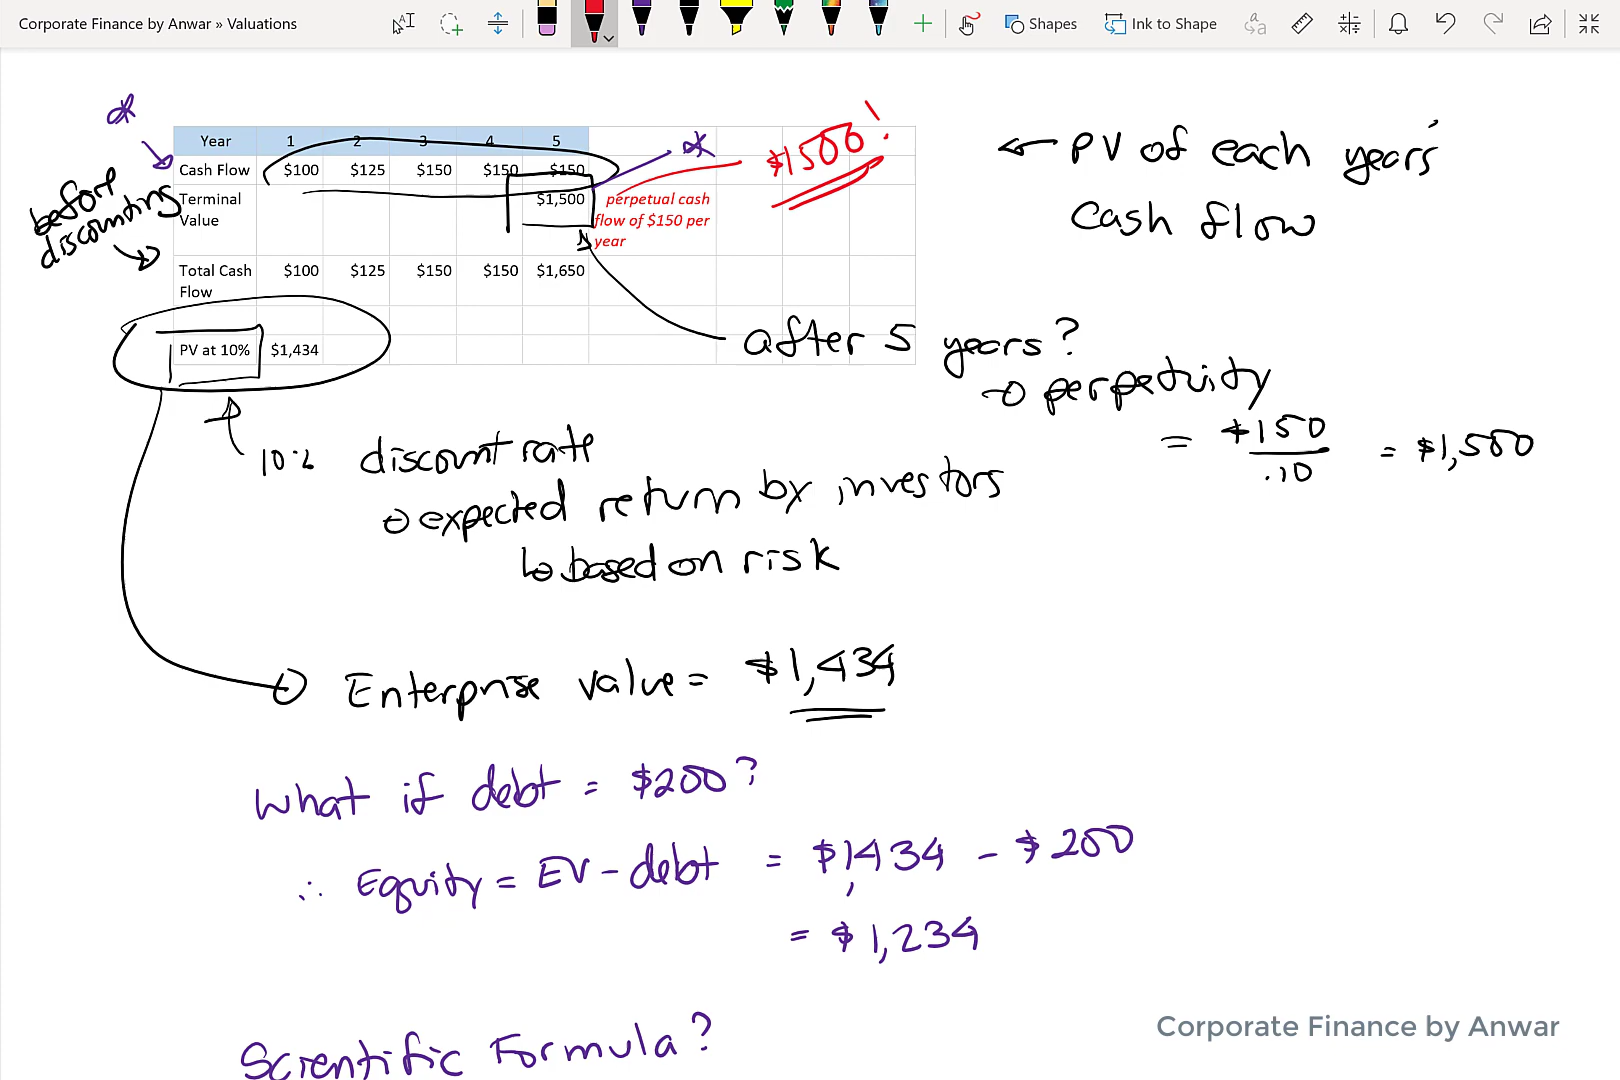 Corporate Finance by Anwar » Valuations
Shapes
Ink to Shape
Year 1 2 3 4 5
Cash Flow $100 $125 $150 $150 $150
Terminal Value $1,500
perpetual cash
flow of $150 per
year
Total Cash Flow $100 $125 $150 $150 $1,650
PV at 10% $1,434
before
discounting
$1500!
← PV of each years'
Cash flow
after 5 years?
→ perpetuity
= $150 / .10 = $1,500
10% discount rate
→ expected return by investors
↳ based on risk
Enterprise value = $1,434
What if debt = $200?
∴ Equity = EV - debt = $1,434 - $200
= $1,234
Scientific Formula?
Corporate Finance by Anwar